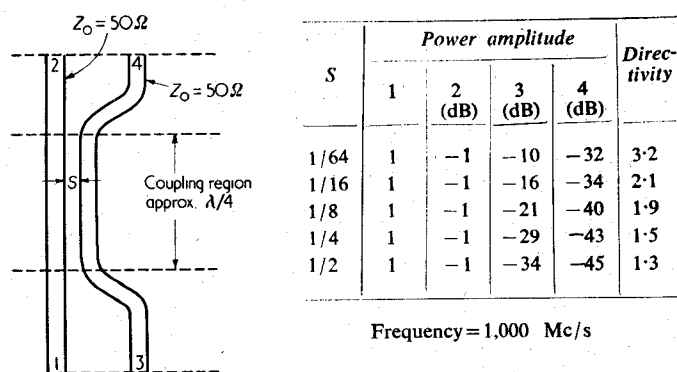 Z₀ = 50Ω
2
4
Z₀ = 50Ω
S
Coupling region
approx. λ/4
1
3
S Power amplitude Direc-
tivity
1 2 (dB) 3 (dB) 4 (dB)
1/64 1 −1 −10 −32 3·2
1/16 1 −1 −16 −34 2·1
1/8 1 −1 −21 −40 1·9
1/4 1 −1 −29 −43 1·5
1/2 1 −1 −34 −45 1·3
Frequency=1,000 Mc/s